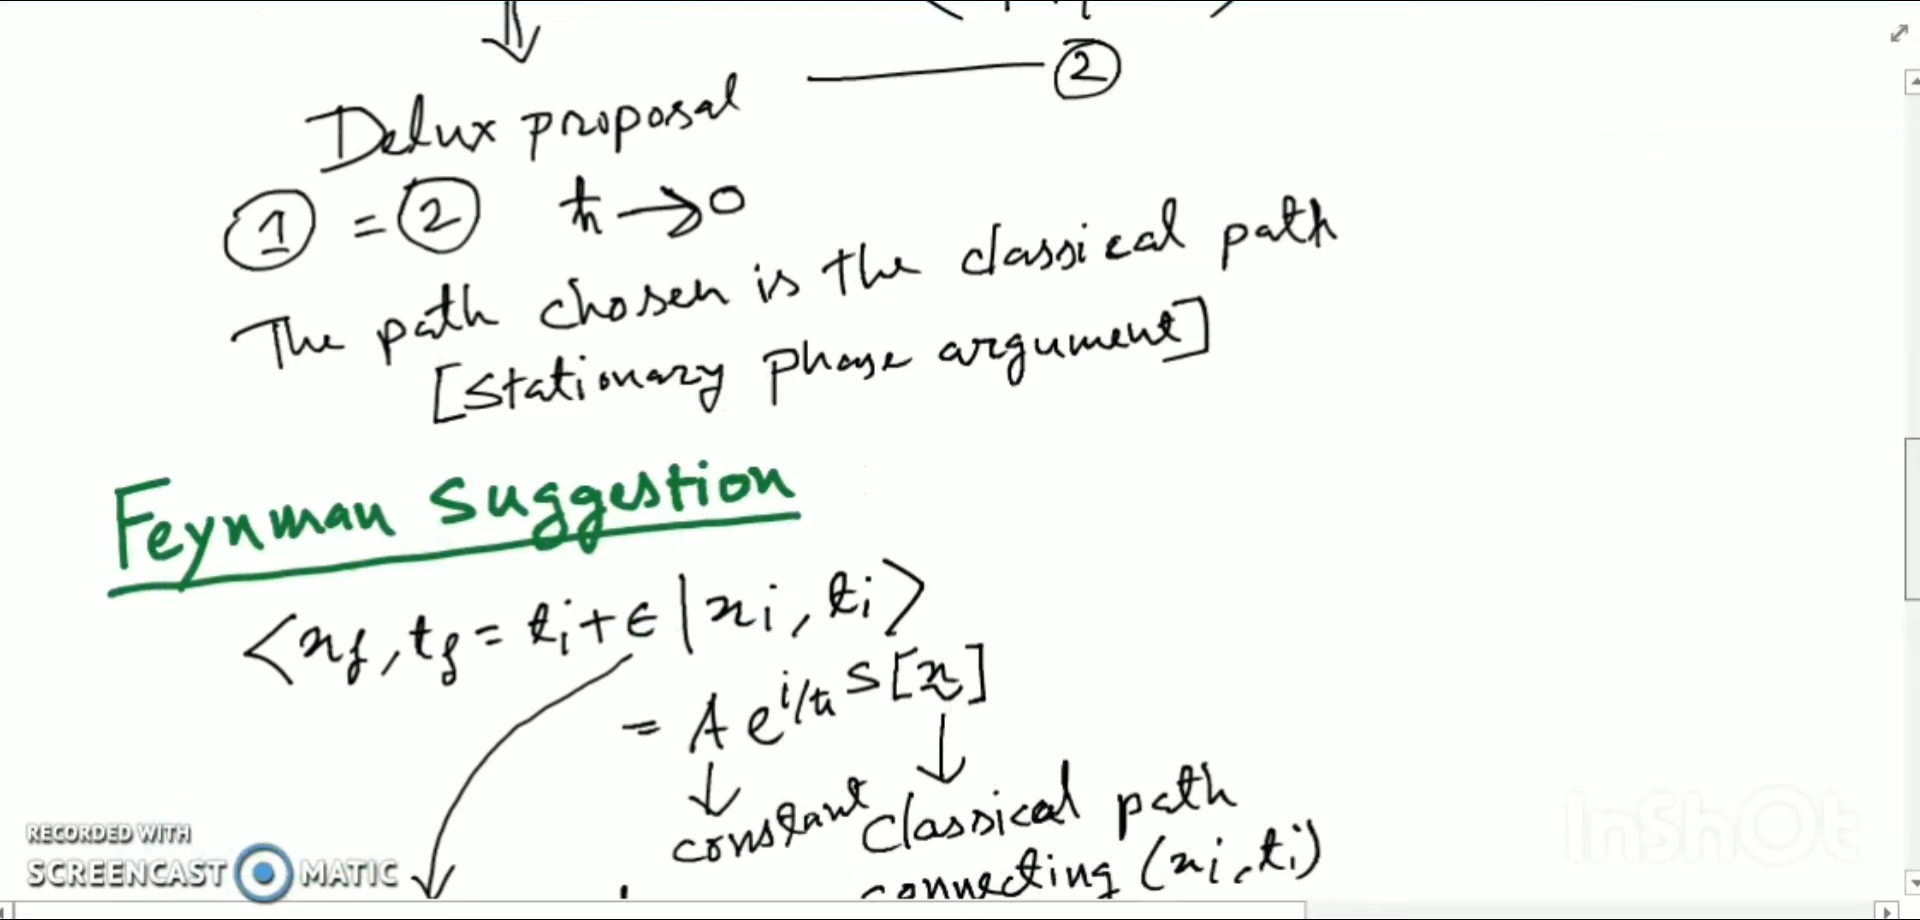 ②
Delux proposal
① = ② ħ → 0
The path chosen is the classical path
[Stationary phase argument]
Feynman Suggestion
<x_f, t_f = t_i + ϵ | x_i, t_i>
= A e^{i/ħ S[x]}
constant classical path
connecting (x_i, t_i)
RECORDED WITH
SCREENCAST MATIC
InShOt